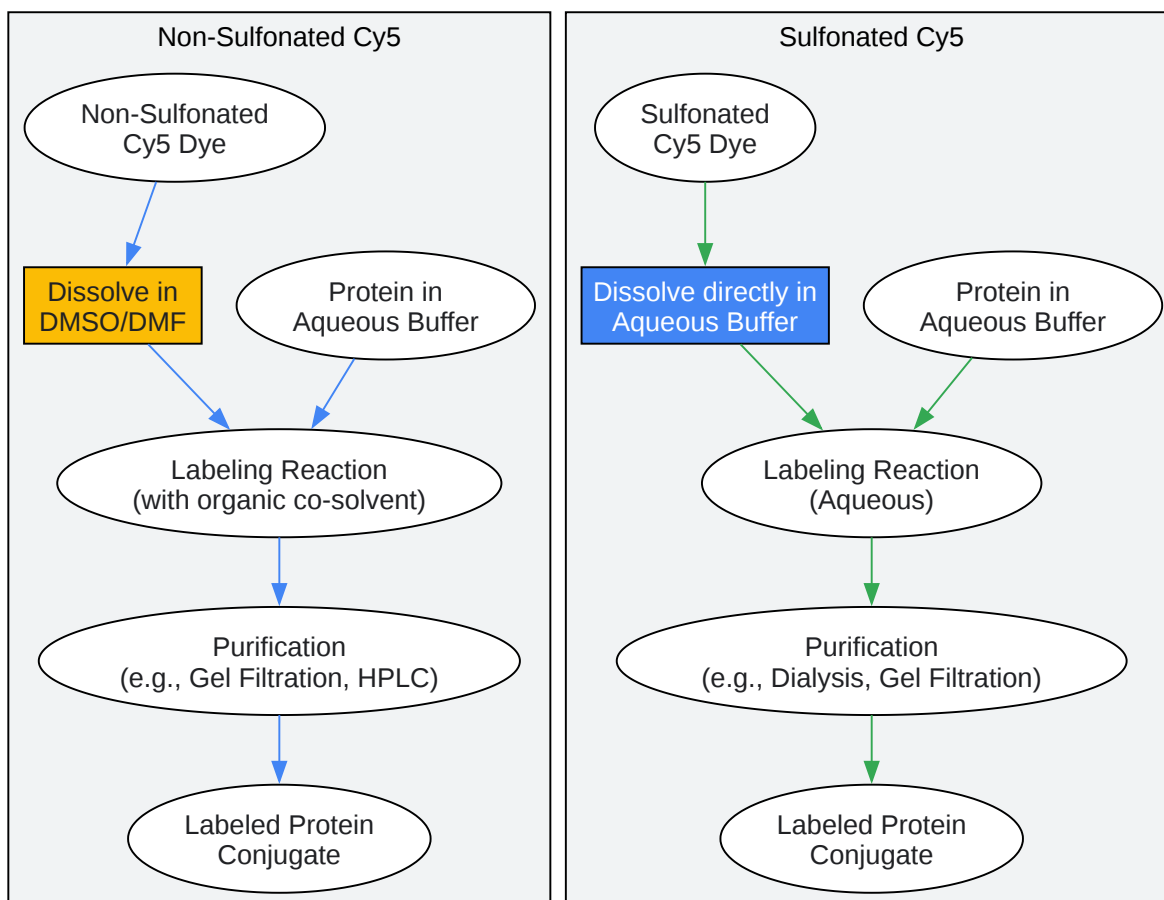 Non-Sulfonated Cy5
Non-Sulfonated
Cy5 Dye
Dissolve in
DMSO/DMF
Protein in
Aqueous Buffer
Labeling Reaction
(with organic co-solvent)
Purification
(e.g., Gel Filtration, HPLC)
Labeled Protein
Conjugate
Sulfonated Cy5
Sulfonated
Cy5 Dye
Dissolve directly in
Aqueous Buffer
Protein in
Aqueous Buffer
Labeling Reaction
(Aqueous)
Purification
(e.g., Dialysis, Gel Filtration)
Labeled Protein
Conjugate